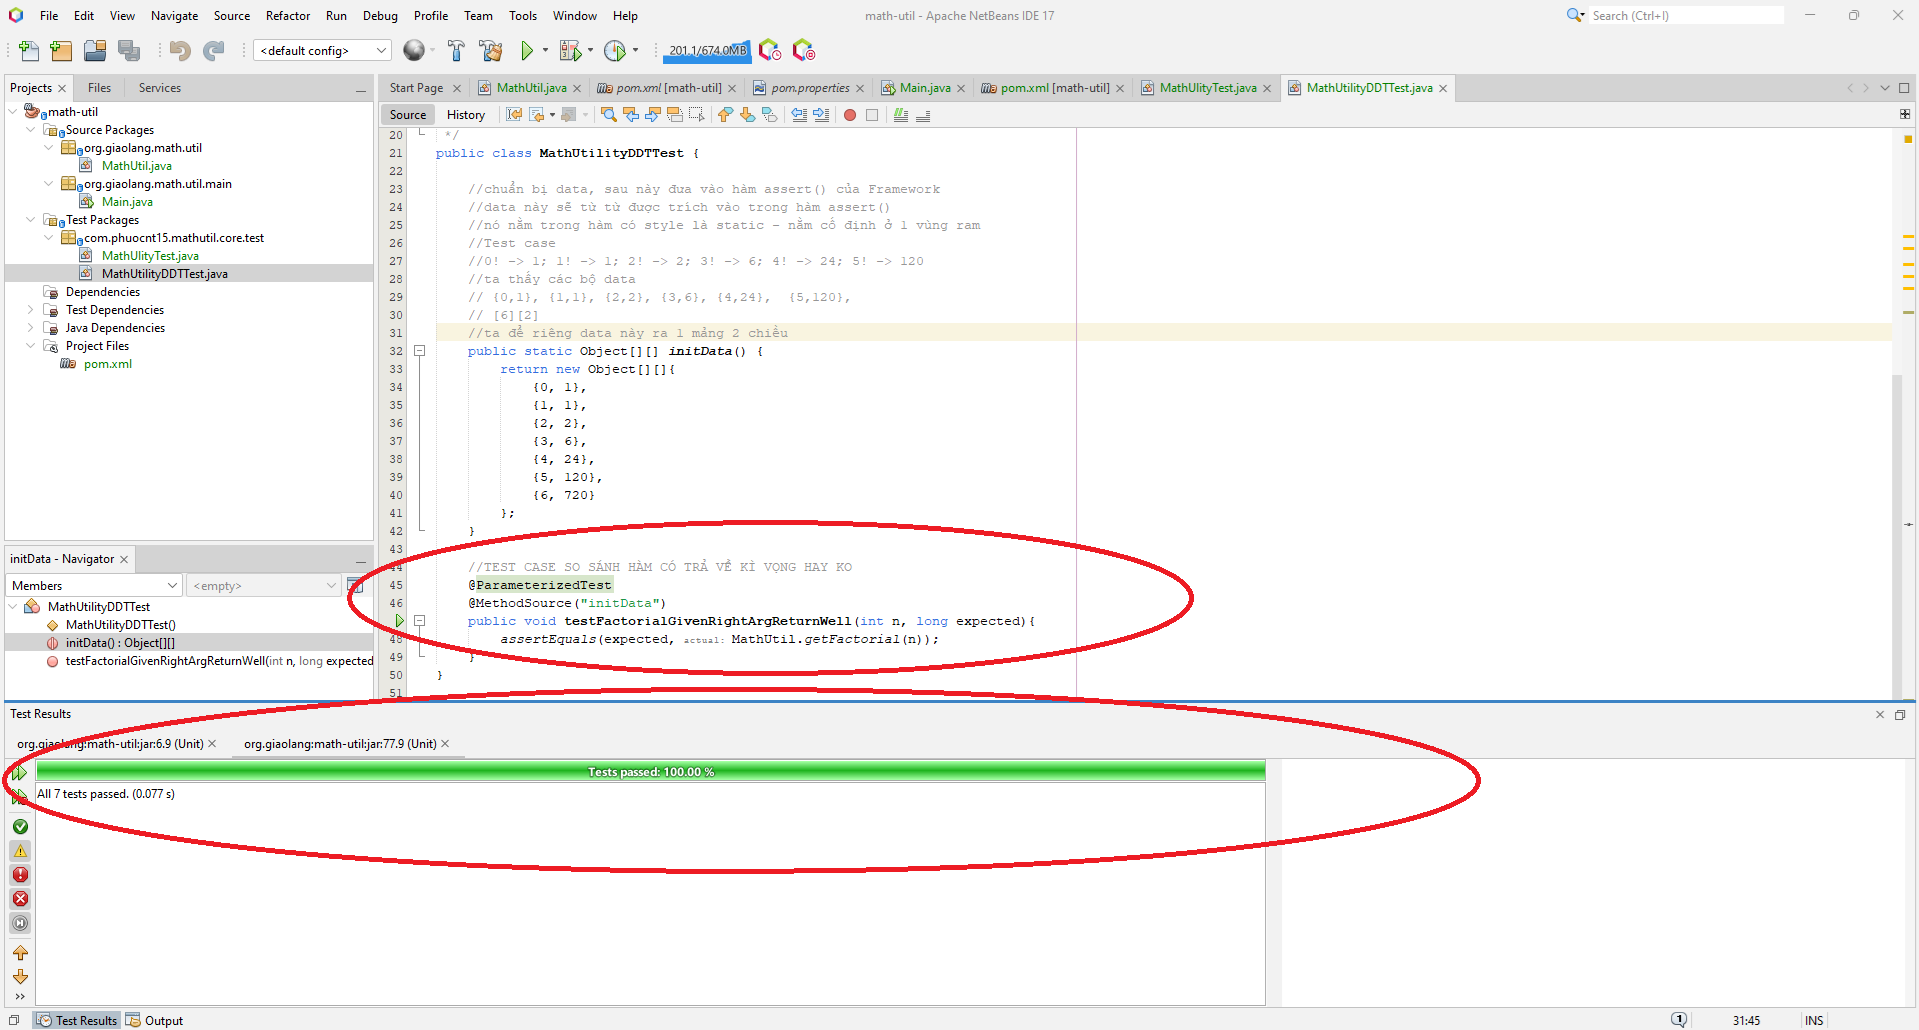 File Edit View Navigate Source Refactor Run Debug Profile Team Tools Window Help
math-util - Apache NetBeans IDE 17
Search (Ctrl+I)
<default config>
201.1/674.0MB
Projects Files Services
math-util
Source Packages
org.giaolang.math.util
MathUtil.java
org.giaolang.math.util.main
Main.java
Test Packages
com.phuocnt15.mathutil.core.test
MathUlityTest.java
MathUtilityDDTTest.java
Dependencies
Test Dependencies
Java Dependencies
Project Files
pom.xml
initData - Navigator
Members
<empty>
MathUtilityDDTTest
MathUtilityDDTTest()
initData() : Object[][]
testFactorialGivenRightArgReturnWell(int n, long expected
Start Page MathUtil.java pom.xml [math-util] pom.properties Main.java pom.xml [math-util] MathUlityTest.java MathUtilityDDTTest.java
Source History
20 */
21 public class MathUtilityDDTTest {
22
23 //chuẩn bị data, sau này đưa vào hàm assert() của Framework
24 //data này sẽ từ từ được trích vào trong hàm assert()
25 //nó nằm trong hàm có style là static - nằm cố định ở 1 vùng ram
26 //Test case
27 //0! -> 1; 1! -> 1; 2! -> 2; 3! -> 6; 4! -> 24; 5! -> 120
28 //ta thấy các bộ data
29 // {0,1}, {1,1}, {2,2}, {3,6}, {4,24},  {5,120},
30 // [6][2]
31 //ta để riêng data này ra 1 mảng 2 chiều
32 public static Object[][] initData() {
33 return new Object[][]{
34 {0, 1},
35 {1, 1},
36 {2, 2},
37 {3, 6},
38 {4, 24},
39 {5, 120},
40 {6, 720}
41 };
42 }
43
44 //TEST CASE SO SÁNH HÀM CÓ TRẢ VỀ KÌ VỌNG HAY KO
45 @ParameterizedTest
46 @MethodSource("initData")
public void testFactorialGivenRightArgReturnWell(int n, long expected){
48 assertEquals(expected, actual: MathUtil.getFactorial(n));
49 }
50 }
51
Test Results
org.giaolang:math-util:jar:6.9 (Unit) org.giaolang:math-util:jar:77.9 (Unit)
Tests passed: 100.00 %
All 7 tests passed. (0.077 s)
Test Results Output
1
31:45
INS